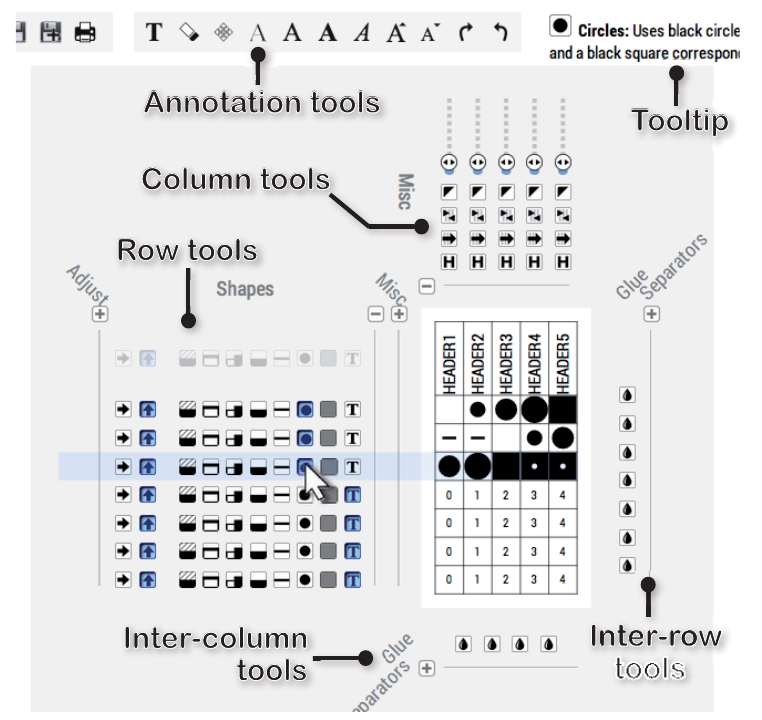 T A A A A A A
Circles: Uses black circle
and a black square correspon
Annotation tools
Tooltip
Column tools
Misc
Row tools
Adjust
Shapes
Misc
Glue
Separators
H H H H H
HEADER1 HEADER2 HEADER3 HEADER4 HEADER5
T
T
T
T
T 0 1 2 3 4
T 0 1 2 3 4
T 0 1 2 3 4
T 0 1 2 3 4
Inter-column
tools
Glue
parators
Inter-row
tools